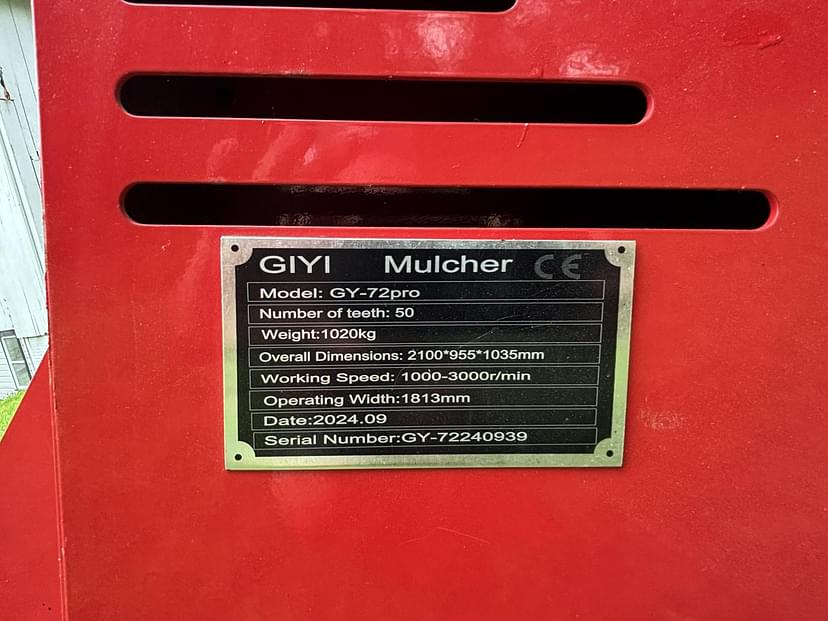 GIYI Mulcher CE
Model: GY-72pro
Number of teeth: 50
Weight:1020kg
Overall Dimensions: 2100*955*1035mm
Working Speed: 1000-3000r/min
Operating Width:1813mm
Date:2024.09
Serial Number:GY-72240939